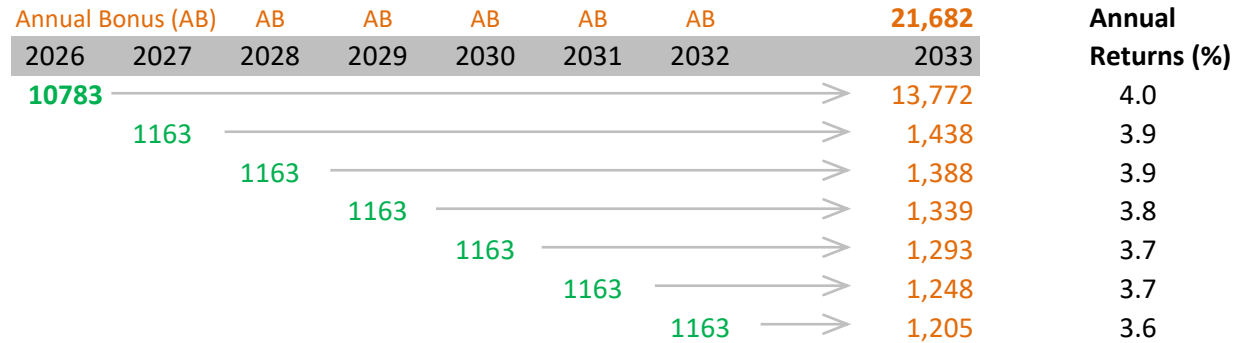 Annual Bonus (AB) AB AB AB AB AB 21,682 Annual
2026 2027 2028 2029 2030 2031 2032 2033 Returns (%)
10783 13,772 4.0
1163 1,438 3.9
1163 1,388 3.9
1163 1,339 3.8
1163 1,293 3.7
1163 1,248 3.7
1163 1,205 3.6